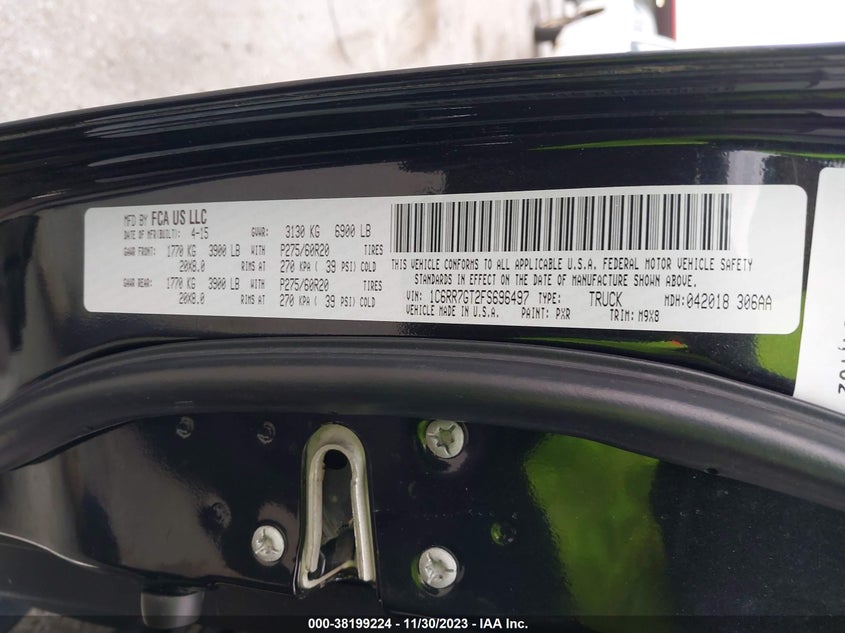 MFD BY FCA US LLC
DATE OF MFR(BUILT): 4-15 GVWR: 3130 KG 6900 LB
GAWR FRONT: 1770 KG 3900 LB WITH P275/60R20 TIRES
20X8.0 RIMS AT 270 KPA ( 39 PSI) COLD
GAWR REAR: 1770 KG 3900 LB WITH P275/60R20 TIRES
20X8.0 RIMS AT 270 KPA ( 39 PSI) COLD
THIS VEHICLE CONFORMS TO ALL APPLICABLE U.S.A. FEDERAL MOTOR VEHICLE SAFETY
STANDARDS IN EFFECT ON THE DATE OF MANUFACTURE SHOWN ABOVE.
VIN: 1C6RR7GT2FS696497 TYPE: TRUCK MDH: 042018 306AA
VEHICLE MADE IN U.S.A. PAINT: PXR TRIM: M9X8
000-38199224 - 11/30/2023 - IAA Inc.